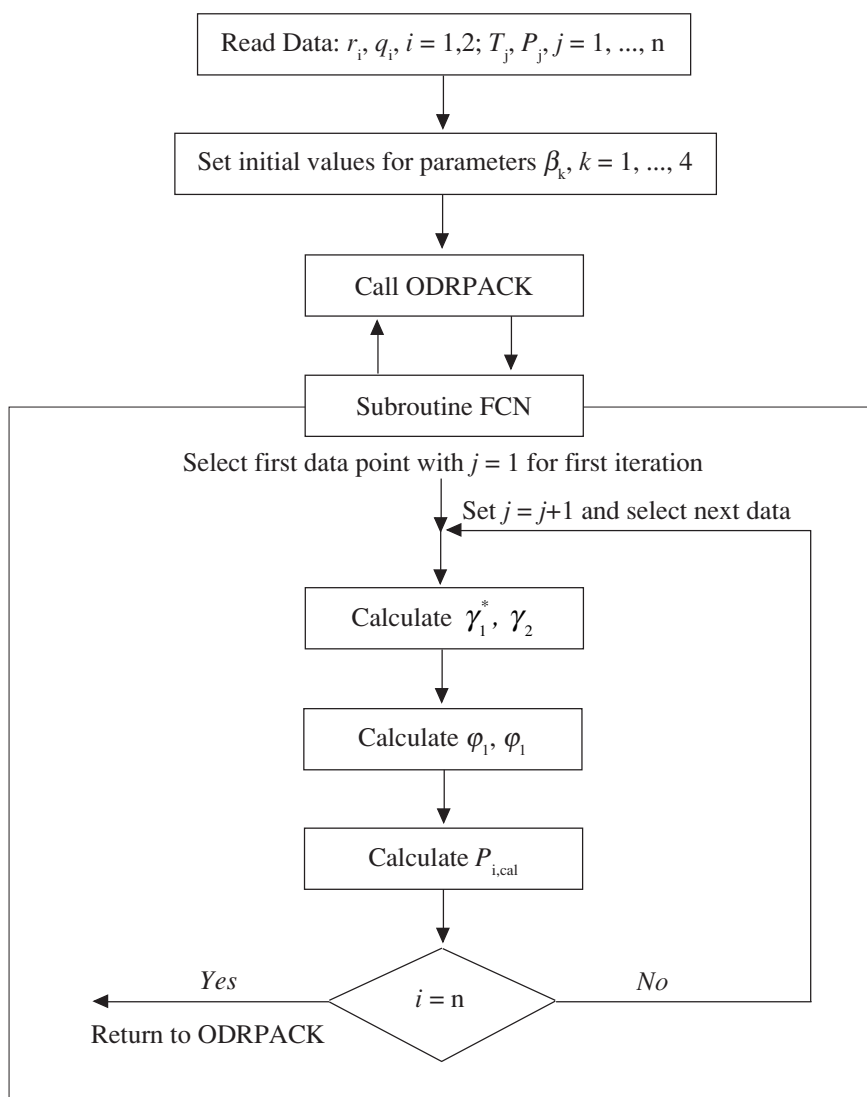 Read Data: r_i, q_i, i = 1,2; T_j, P_j, j = 1, ..., n
Set initial values for parameters β_k, k = 1, ..., 4
Call ODRPACK
Subroutine FCN
Select first data point with j = 1 for first iteration
Set j = j+1 and select next data
Calculate γ_1^*, γ_2
Calculate φ_1, φ_1
Calculate P_i,cal
Yes
i = n
No
Return to ODRPACK